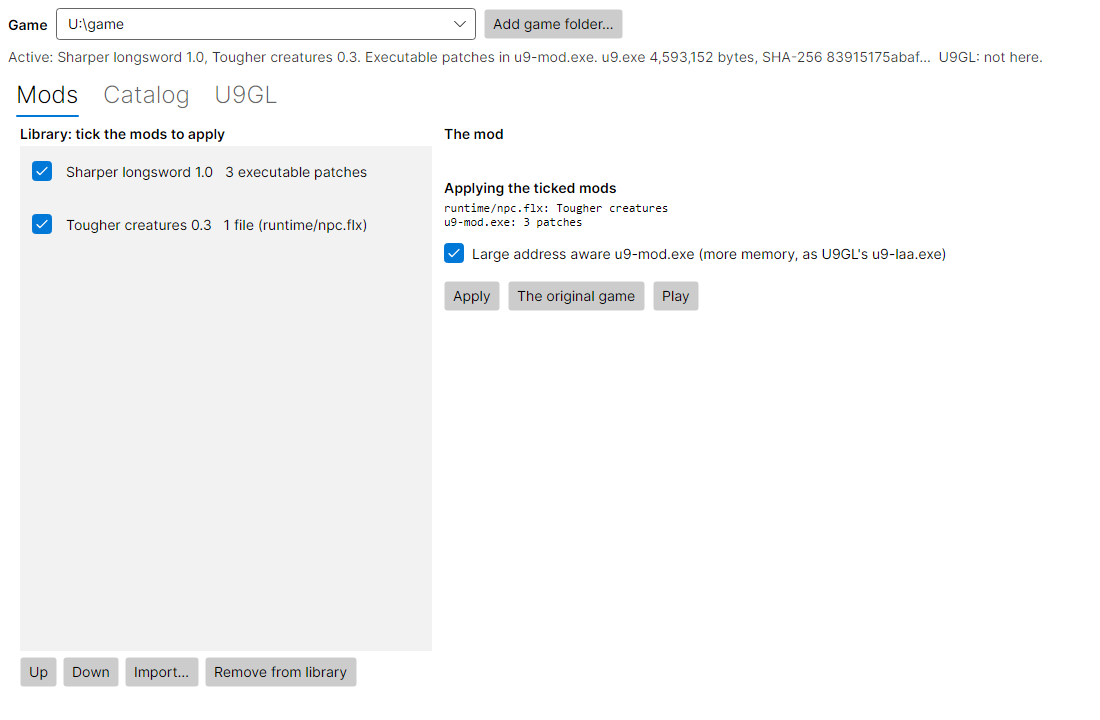 Game U:\game Add game folder...
Active: Sharper longsword 1.0, Tougher creatures 0.3. Executable patches in u9-mod.exe. u9.exe 4,593,152 bytes, SHA-256 83915175abaf... U9GL: not here.
Mods Catalog U9GL
Library: tick the mods to apply
Sharper longsword 1.0 3 executable patches
Tougher creatures 0.3 1 file (runtime/npc.flx)
Up Down Import... Remove from library
The mod
Applying the ticked mods
runtime/npc.flx: Tougher creatures
u9-mod.exe: 3 patches
Large address aware u9-mod.exe (more memory, as U9GL's u9-laa.exe)
Apply The original game Play